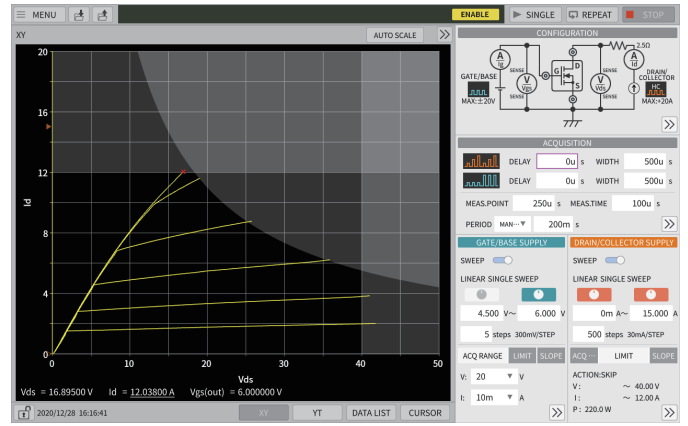 MENU
ENABLE
SINGLE
REPEAT
STOP
XY
AUTO SCALE
20
16
12
8
4
0
0
10
20
30
40
50
Id
Vds
Vds = 16.89500 V Id = 12.03800 A Vgs(out) = 6.000000 V
2020/12/28 16:16:41
XY
YT
DATA LIST
CURSOR
CONFIGURATION
2.5Ω
A
Ig
SENSE
V
Vgs
SENSE
G
D
S
SENSE
V
Vds
SENSE
A
Id
GATE/BASE
MAX:±20V
DRAIN/
COLLECTOR
HC
MAX:+20A
ACQUISITION
DELAY 0u s WIDTH 500u s
DELAY 0u s WIDTH 500u s
MEAS.POINT 250u s MEAS.TIME 100u s
PERIOD MAN⋯▼ 200m s
GATE/BASE SUPPLY
SWEEP
LINEAR SINGLE SWEEP
4.500 V~ 6.000 V
5 steps 300mV/STEP
DRAIN/COLLECTOR SUPPLY
SWEEP
LINEAR SINGLE SWEEP
0m A~ 15.000 A
500 steps 30mA/STEP
ACQ RANGE LIMIT SLOPE
V: 20 ▼ V
I: 10m ▼ A
ACQ ⋯ LIMIT SLOPE
ACTION:SKIP
V : ~ 40.00 V
I : ~ 12.00 A
P : 220.0 W